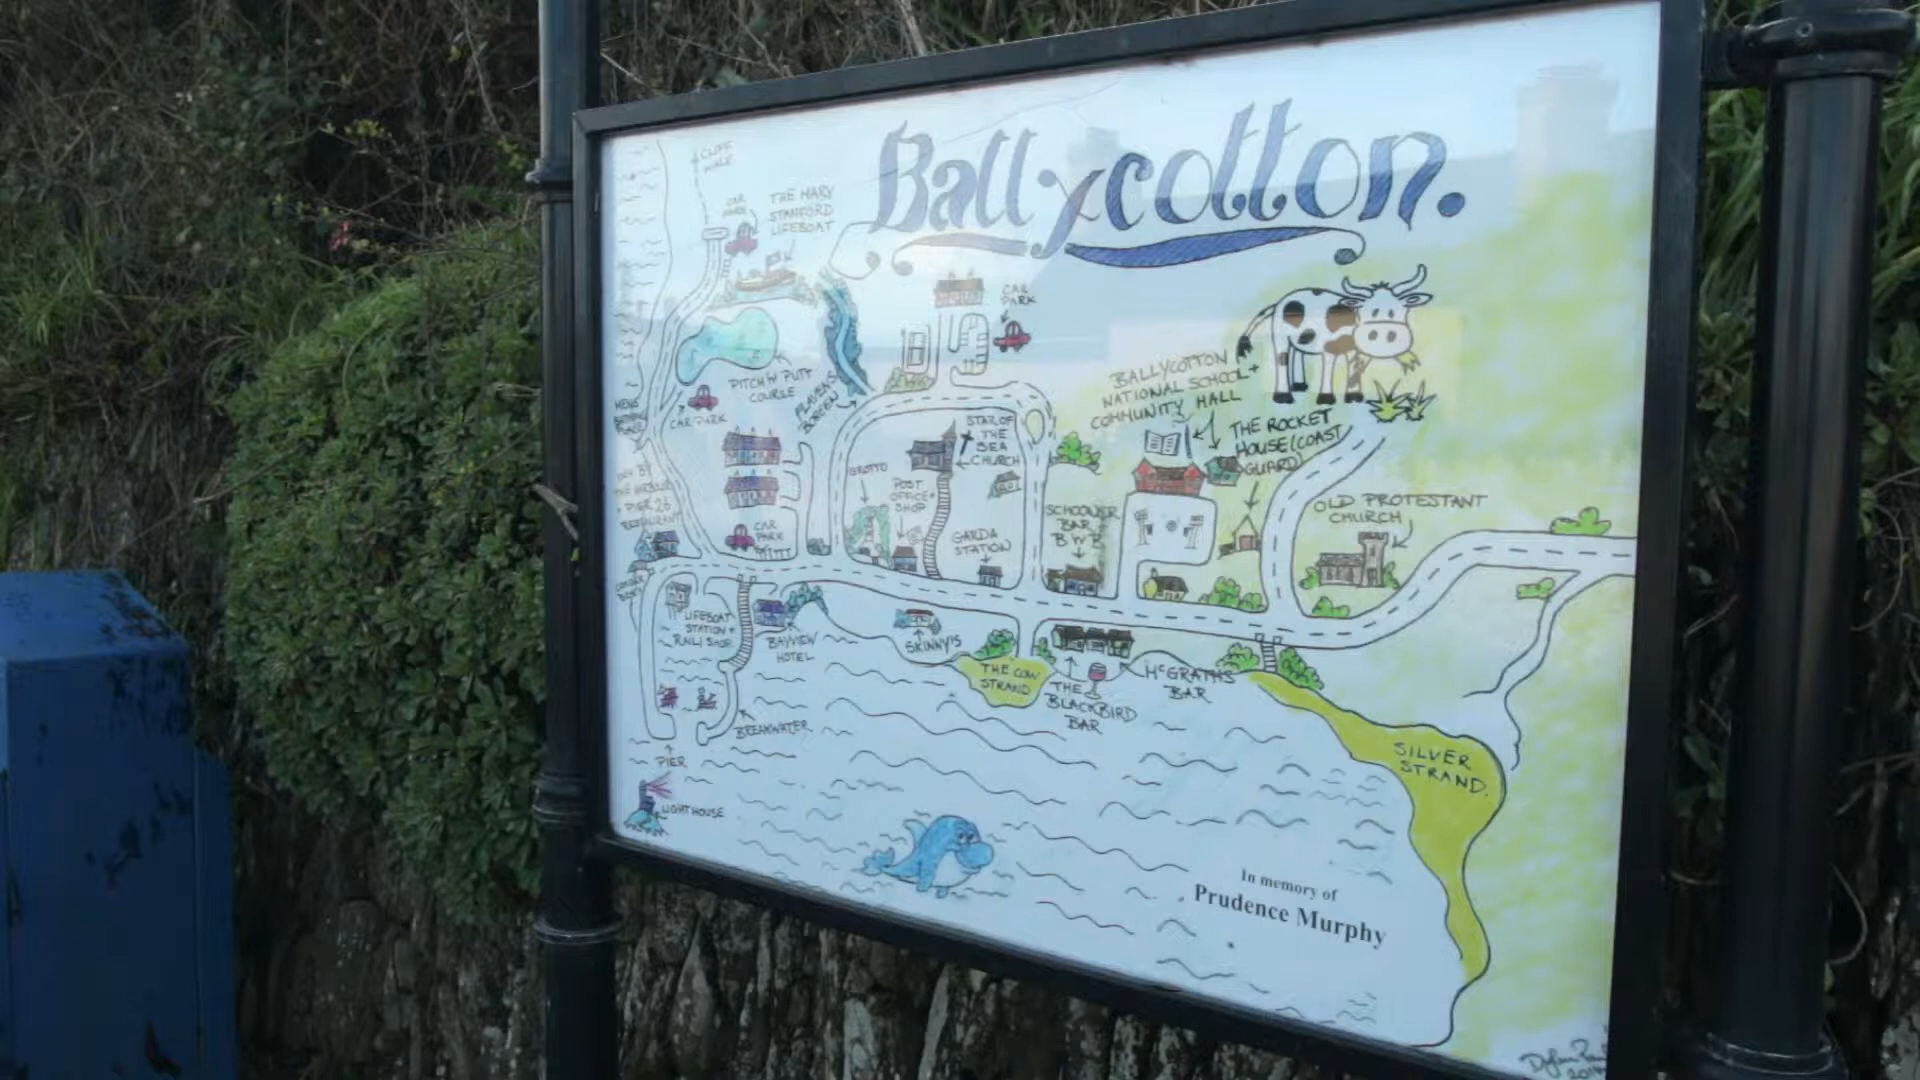 Ballycotton.
CLIFF
CAR
PARK
THE MARY
STANFORD
LIFEBOAT
CAR
PARK
PITCH N' PUTT
COURSE
CAR PARK
BALLYCOTTON
NATIONAL SCHOOL +
COMMUNITY HALL
THE ROCKET
HOUSE (COAST
GUARD)
STAR OF
THE
SEA
CHURCH
GROTTO
POST
OFFICE +
SHOP
GARDA
STATION
SCHOONER
BAR
B N B
OLD PROTESTANT
CHURCH
PIER 26
RESTAURANT
CAR
PARK
LIFEBOAT
STATION +
RNLI SHOP
BAYVIEW
HOTEL
SKINNY'S
THE COW
STRAND
THE
BLACKBIRD
BAR
McGRATHS
BAR
BREAKWATER
PIER
LIGHTHOUSE
SILVER
STRAND.
In memory of
Prudence Murphy